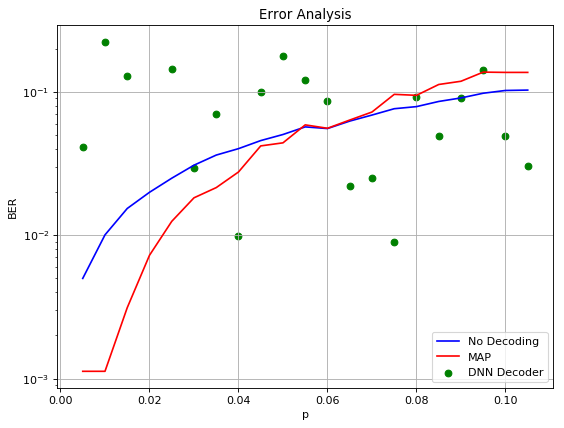 Error Analysis
BER
10⁻¹
10⁻²
10⁻³
0.00 0.02 0.04 0.06 0.08 0.10
p
No Decoding
MAP
DNN Decoder